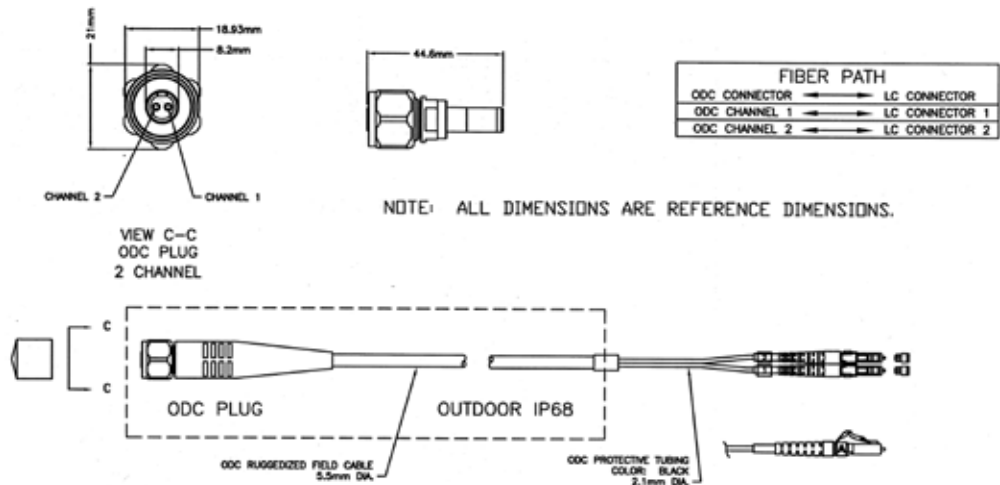 21mm
18.93mm
8.2mm
44.6mm
FIBER PATH
ODC CONNECTOR LC CONNECTOR
ODC CHANNEL 1 LC CONNECTOR 1
ODC CHANNEL 2 LC CONNECTOR 2
CHANNEL 2
CHANNEL 1
NOTE: ALL DIMENSIONS ARE REFERENCE DIMENSIONS.
VIEW C-C
ODC PLUG
2 CHANNEL
C
C
ODC PLUG
OUTDOOR IP68
ODC RUGGEDIZED FIELD CABLE
5.5mm DIA.
ODC PROTECTIVE TUBING
COLOR: BLACK
2.1mm DIA.